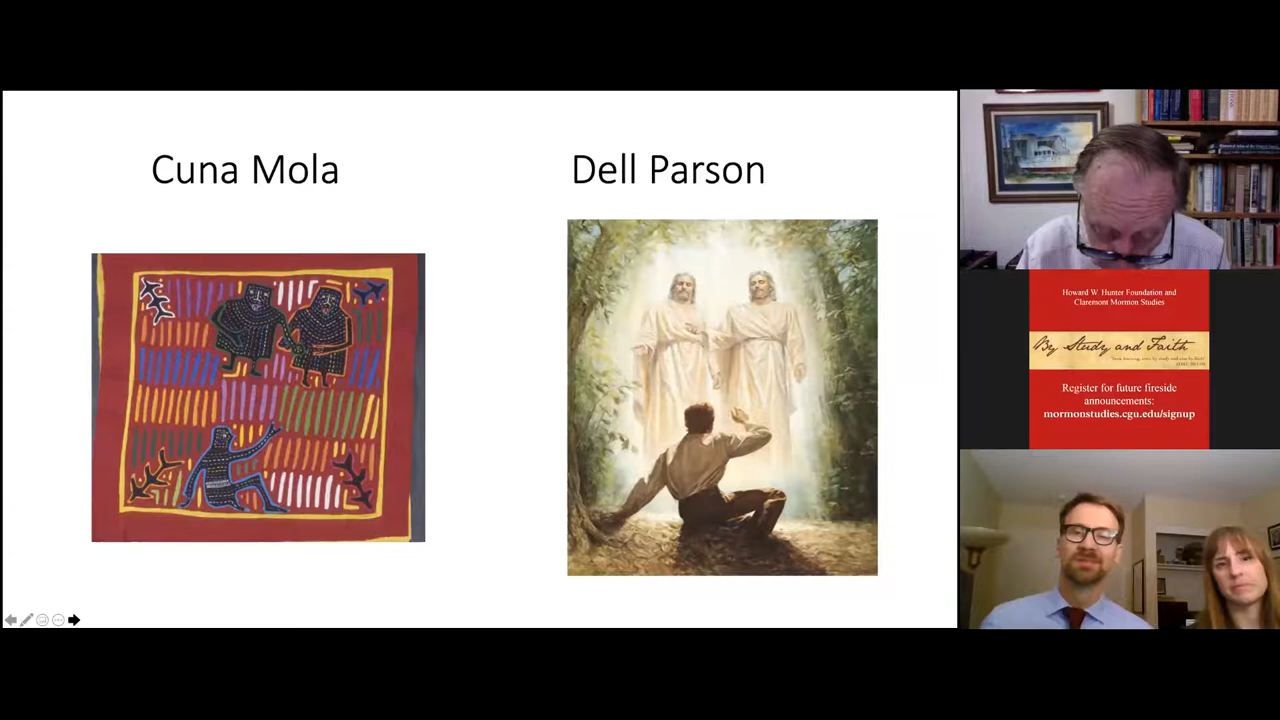 Cuna Mola
Dell Parson
Howard W. Hunter Foundation and
Claremont Mormon Studies
By Study and Faith
Register for future fireside
announcements:
mormonstudies.cgu.edu/signup